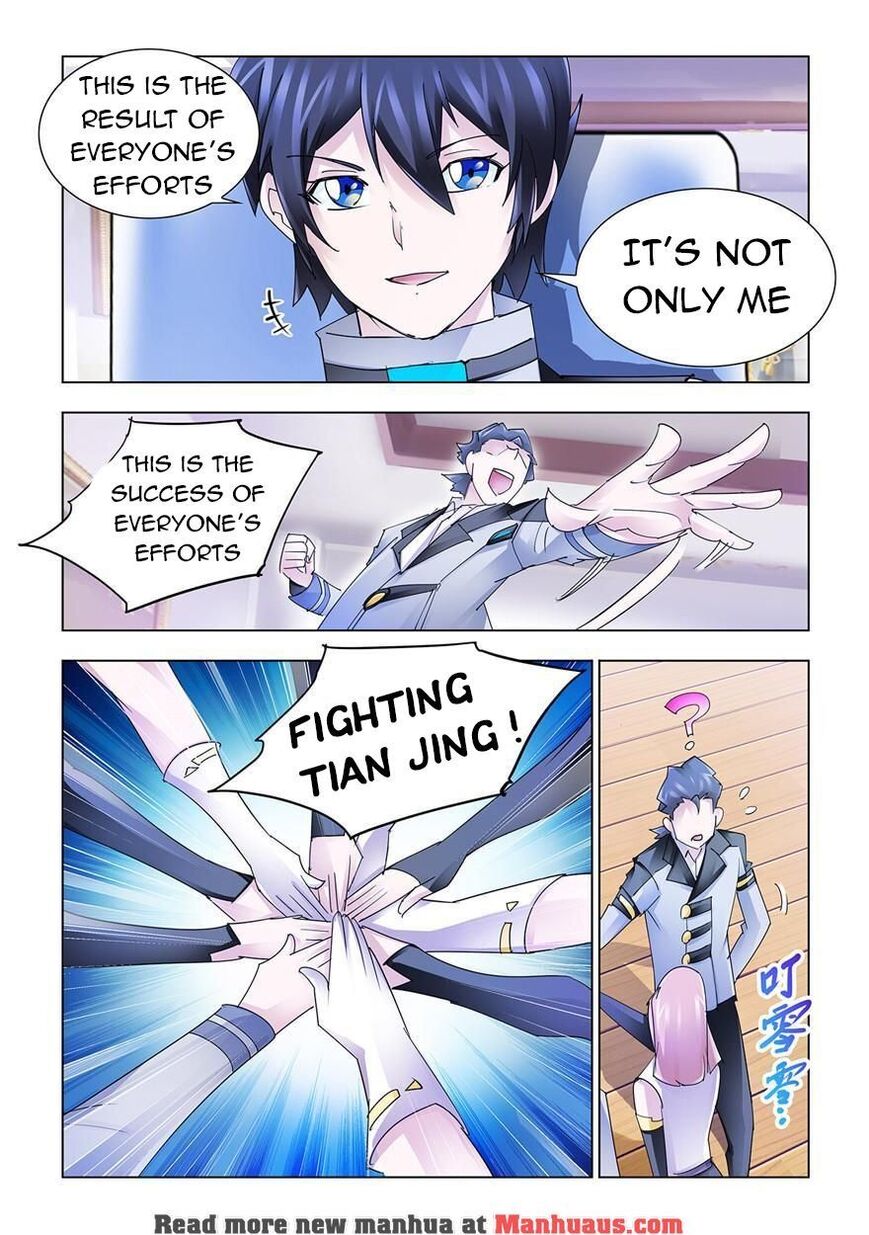 THIS IS THE
RESULT OF
EVERYONE'S
EFFORTS
IT'S NOT
ONLY ME
THIS IS THE
SUCCESS OF
EVERYONE'S
EFFORTS
FIGHTING
TIAN JING!
?
叮零零…
Read more new manhua at Manhuaus.com